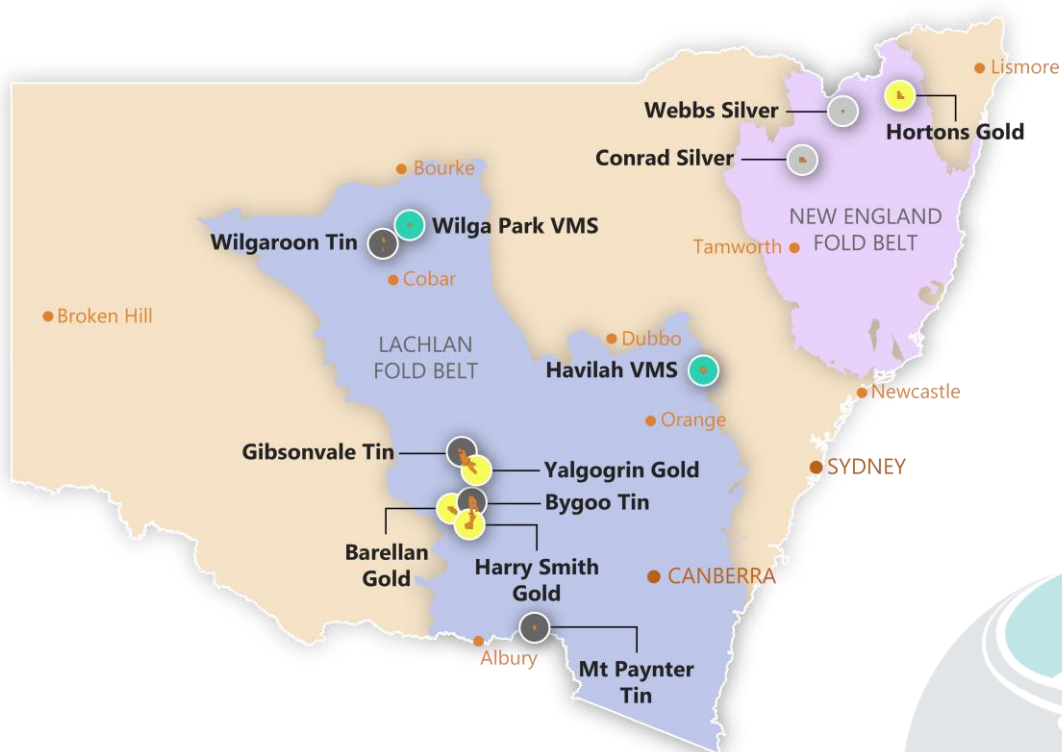 Lismore
Webbs Silver
Hortons Gold
Conrad Silver
Bourke
NEW ENGLAND
FOLD BELT
Wilga Park VMS
Wilgaroon Tin
Tamworth
Cobar
Broken Hill
Dubbo
LACHLAN
FOLD BELT
Havilah VMS
Newcastle
Orange
Gibsonvale Tin
SYDNEY
Yalgogrin Gold
Bygoo Tin
Barellan
Gold
Harry Smith
Gold
CANBERRA
Albury
Mt Paynter
Tin